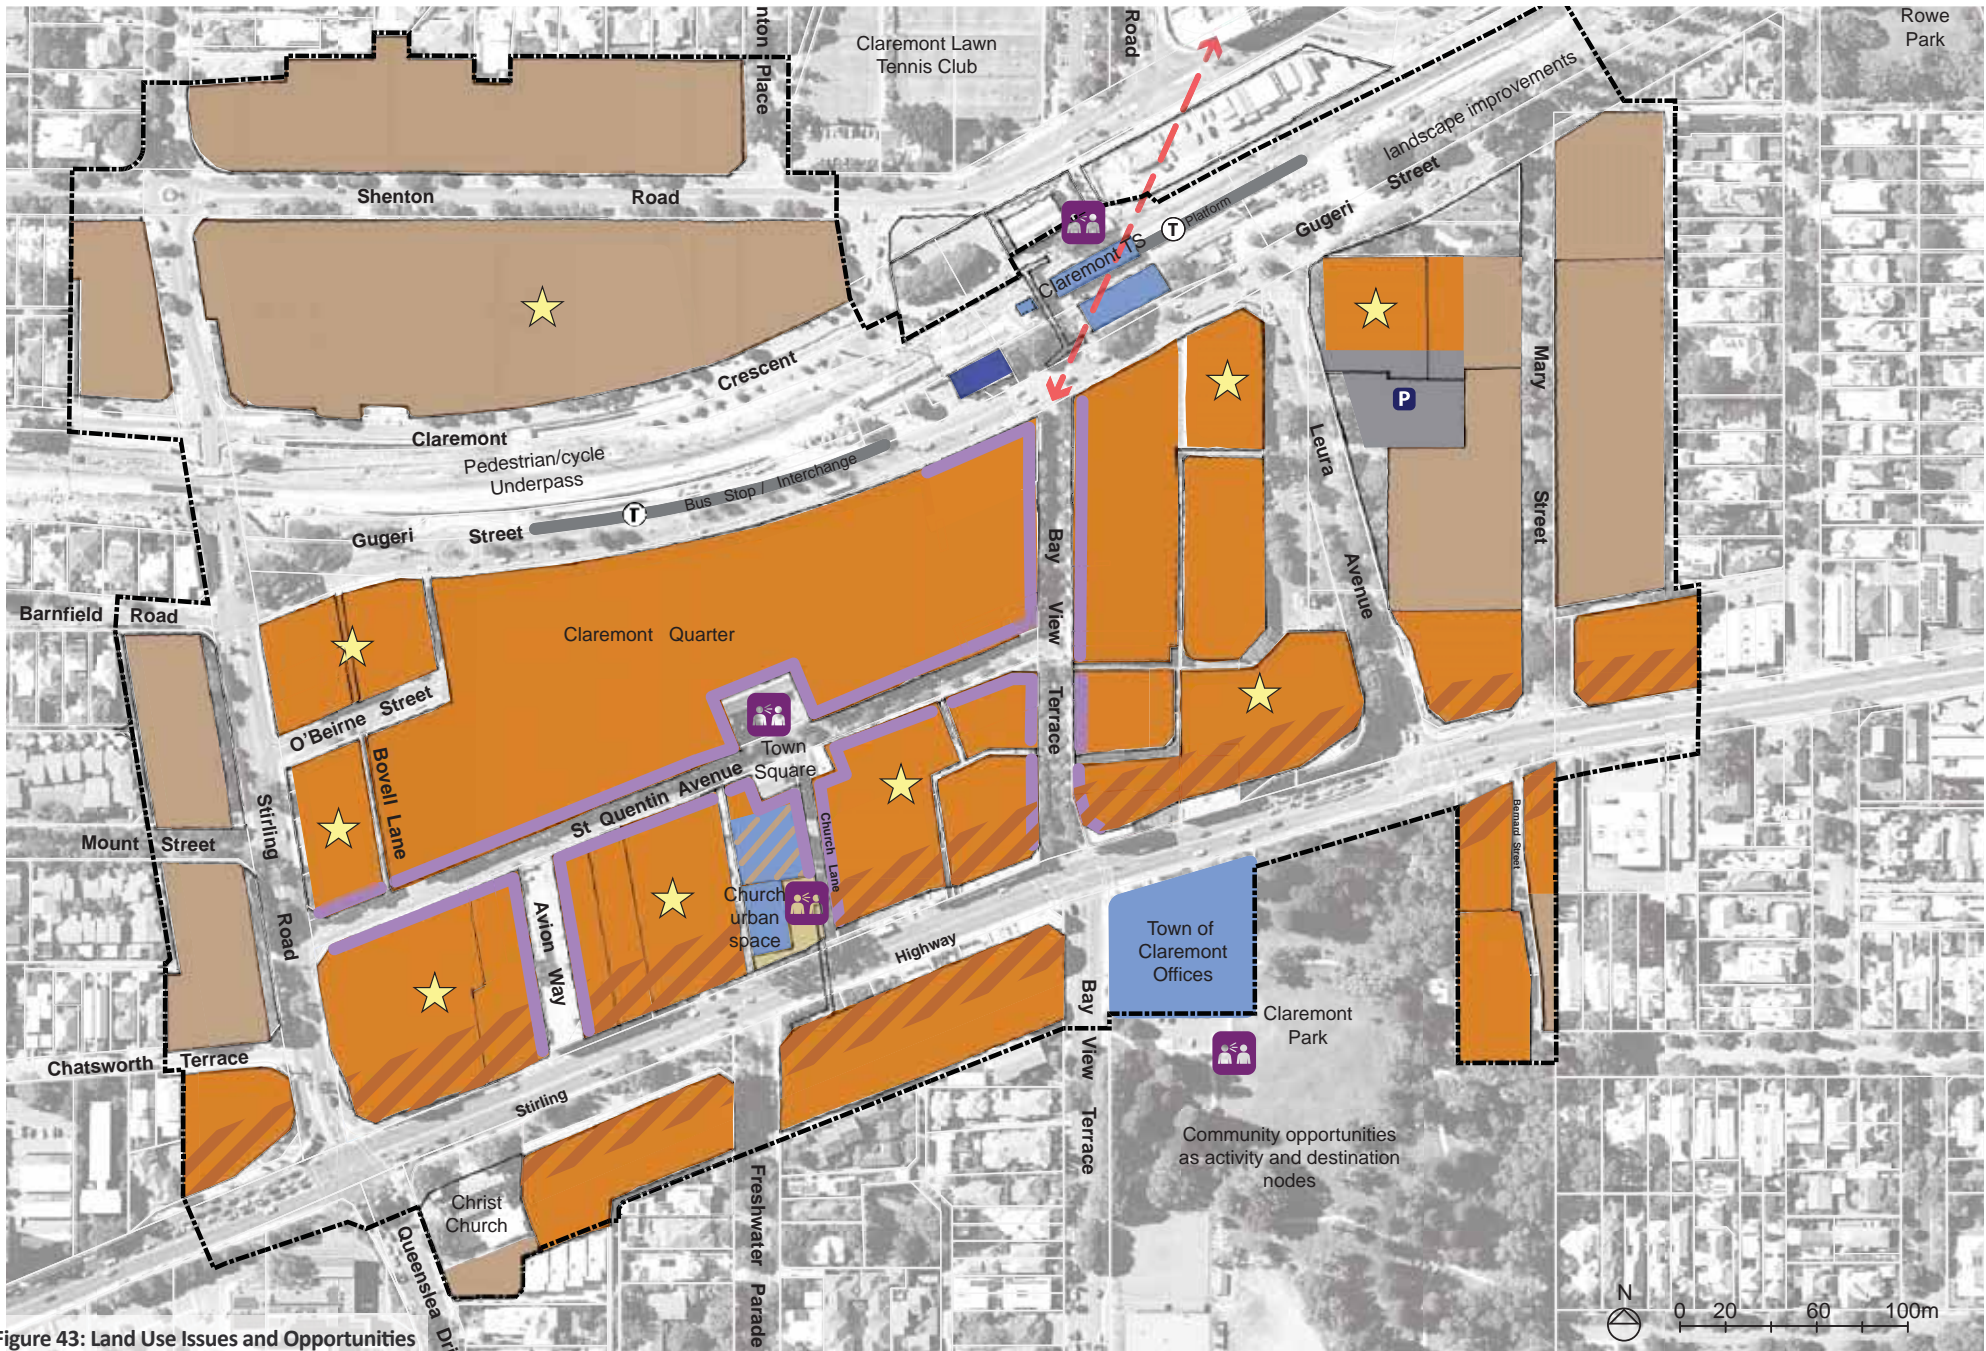 nton Place
Claremont Lawn
Tennis Club
Road
Rowe
Park
landscape improvements
Shenton Road
Gugeri Street
Platform
T
Claremont TS
Crescent
Claremont
Pedestrian/cycle
Underpass
Bus Stop / Interchange
T
Gugeri Street
P
Mary Street
Leura Avenue
Barnfield Road
Claremont Quarter
Bay View Terrace
O'Beirne Street
Bovell Lane
Stirling Road
Town
Square
St Quentin Avenue
Church Lane
Mount Street
Bernard Street
Avion Way
Church
urban
space
Highway
Town of
Claremont
Offices
Claremont
Park
Chatsworth Terrace
Stirling
Bay View Terrace
Community opportunities
as activity and destination
nodes
Christ
Church
Queenslea Dri
Freshwater Parade
N
0 20 60 100m
Figure 43: Land Use Issues and Opportunities